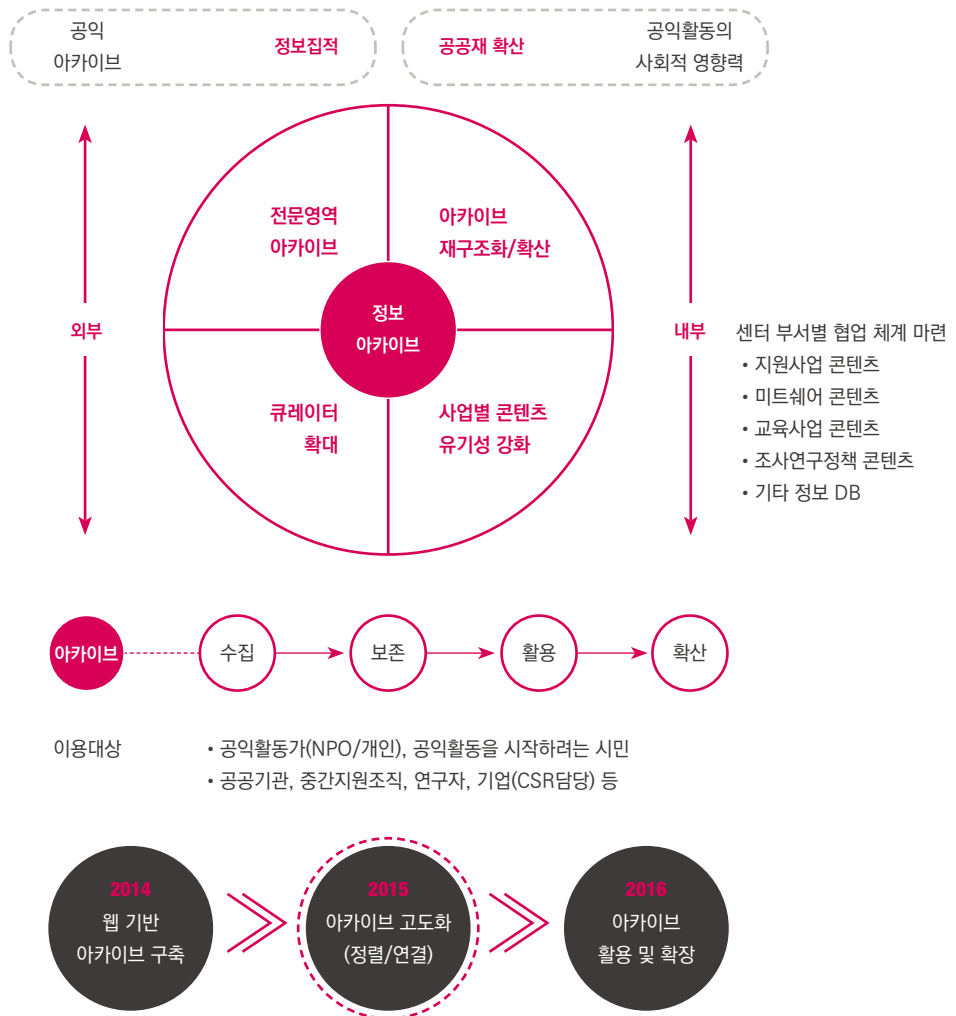 공익
아카이브
정보집적
공공재 확산
공익활동의
사회적 영향력
전문영역
아카이브
아카이브
재구조화/확산
정보
아카이브
외부
내부
큐레이터
확대
사업별 콘텐츠
유기성 강화
센터 부서별 협업 체계 마련
• 지원사업 콘텐츠
• 미트쉐어 콘텐츠
• 교육사업 콘텐츠
• 조사연구정책 콘텐츠
• 기타 정보 DB
아카이브
수집
보존
활용
확산
이용대상
• 공익활동가(NPO/개인), 공익활동을 시작하려는 시민
• 공공기관, 중간지원조직, 연구자, 기업(CSR담당) 등
2014
웹 기반
아카이브 구축
2015
아카이브 고도화
(정렬/연결)
2016
아카이브
활용 및 확장